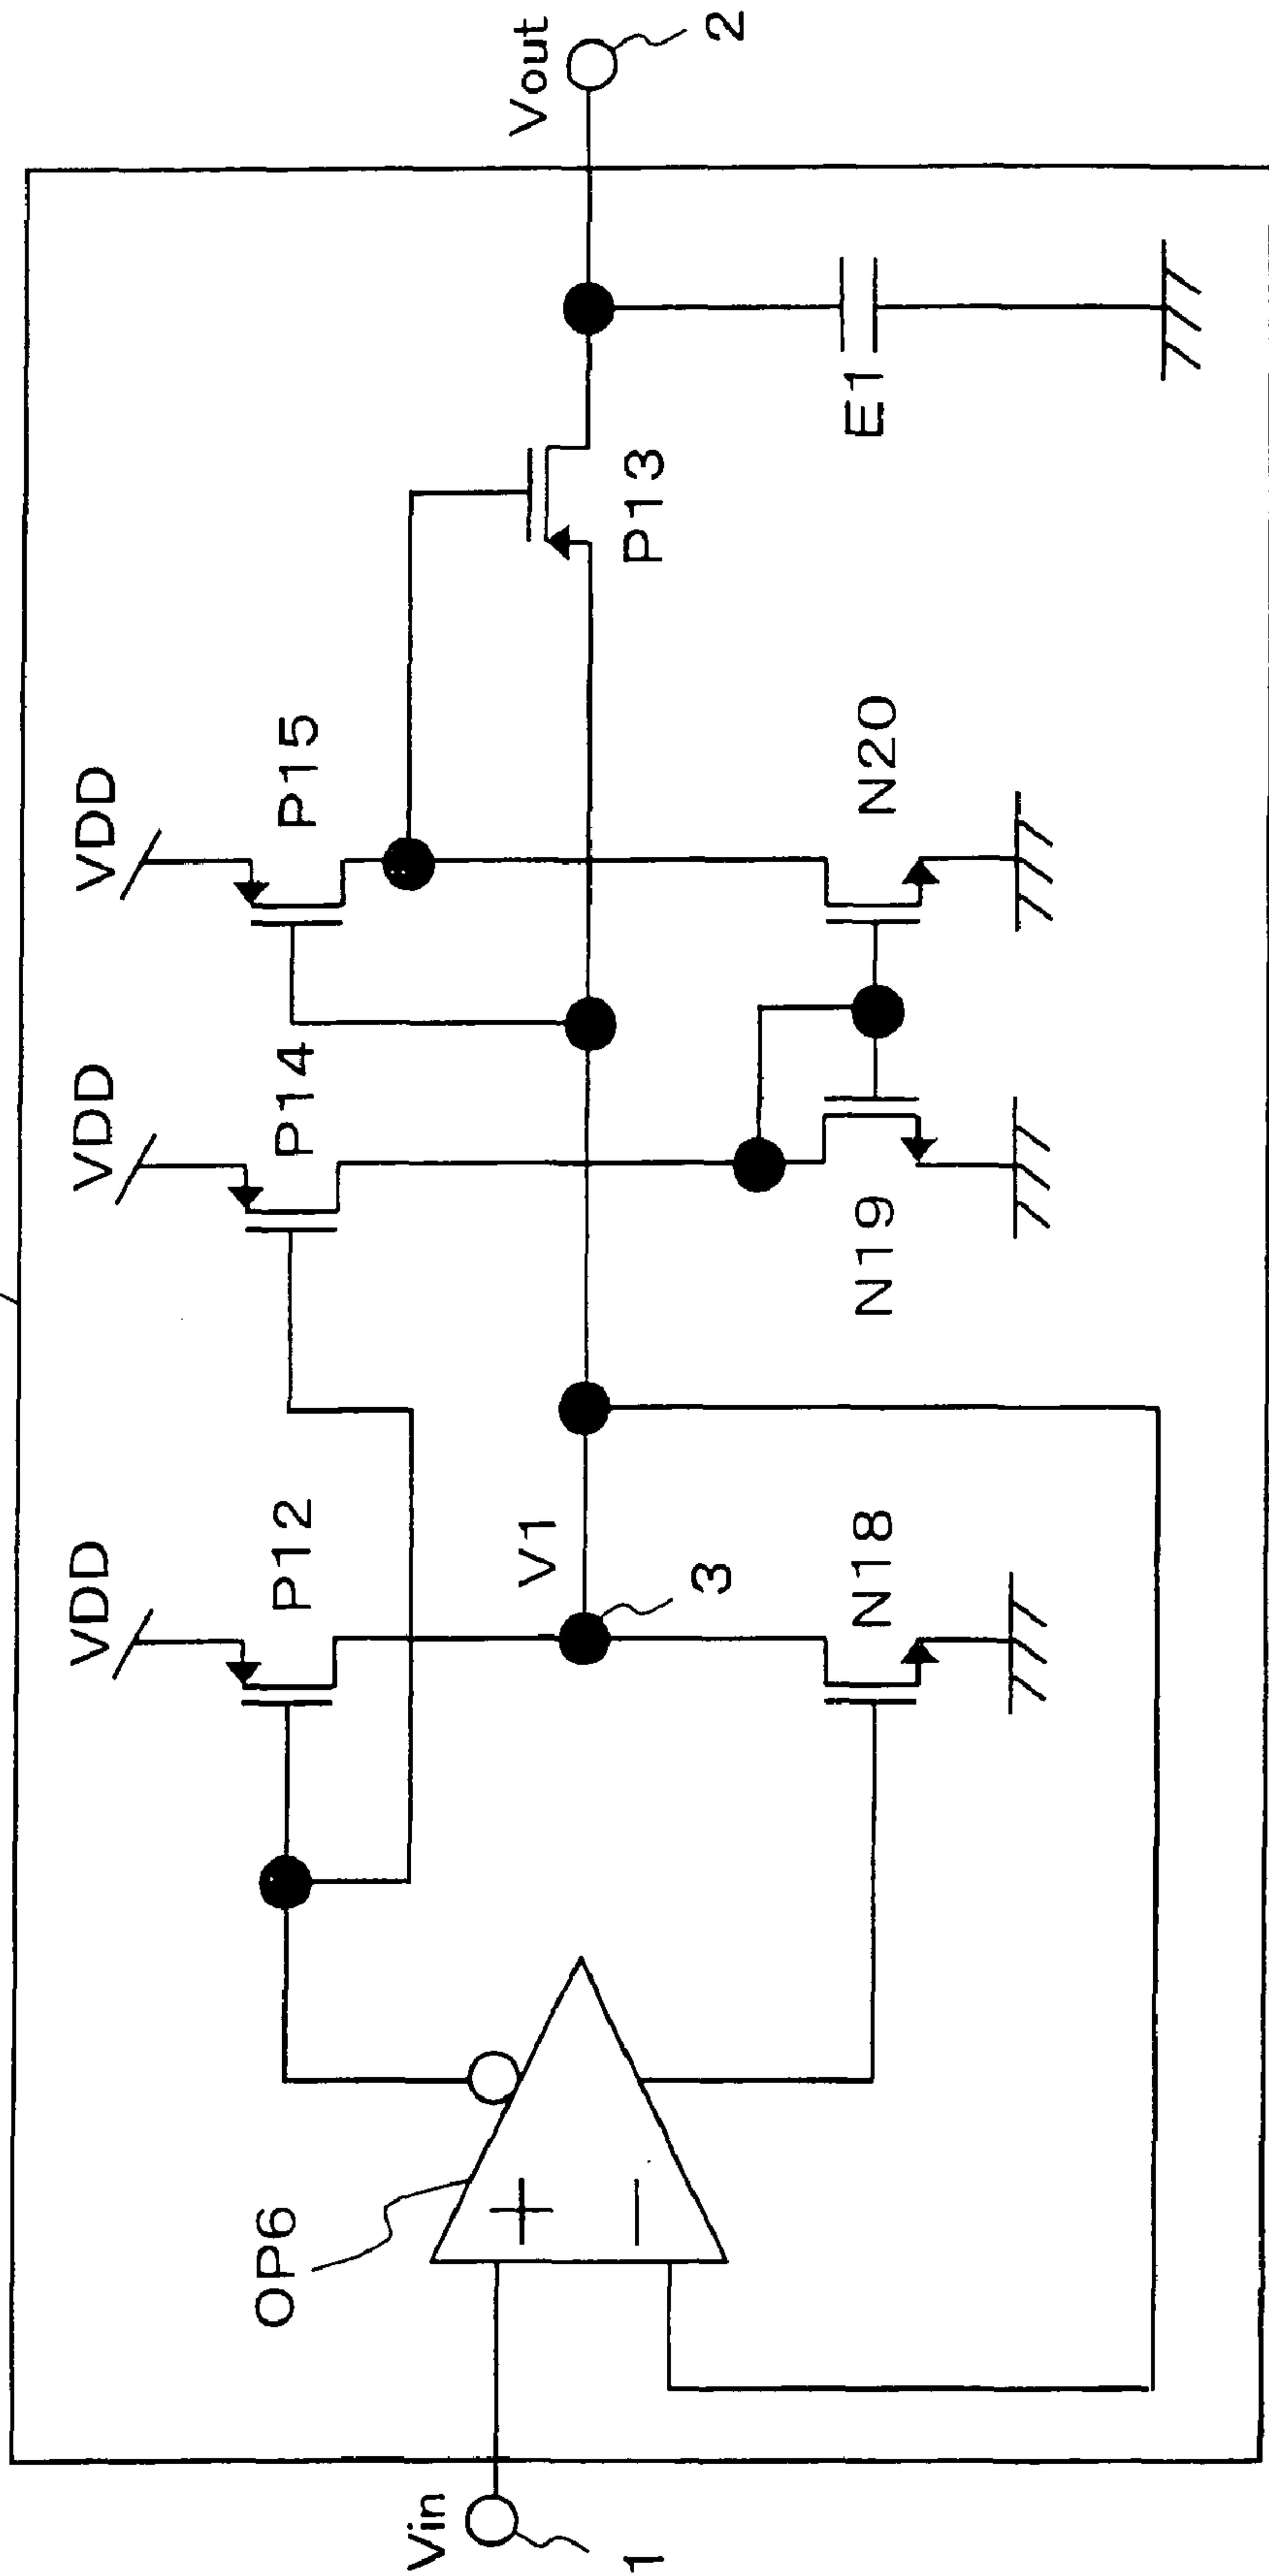 Vin
1
OP6
+
−
VDD
P12
V1
3
N18
VDD
P14
N19
VDD
P15
N20
P13
E1
Vout
2